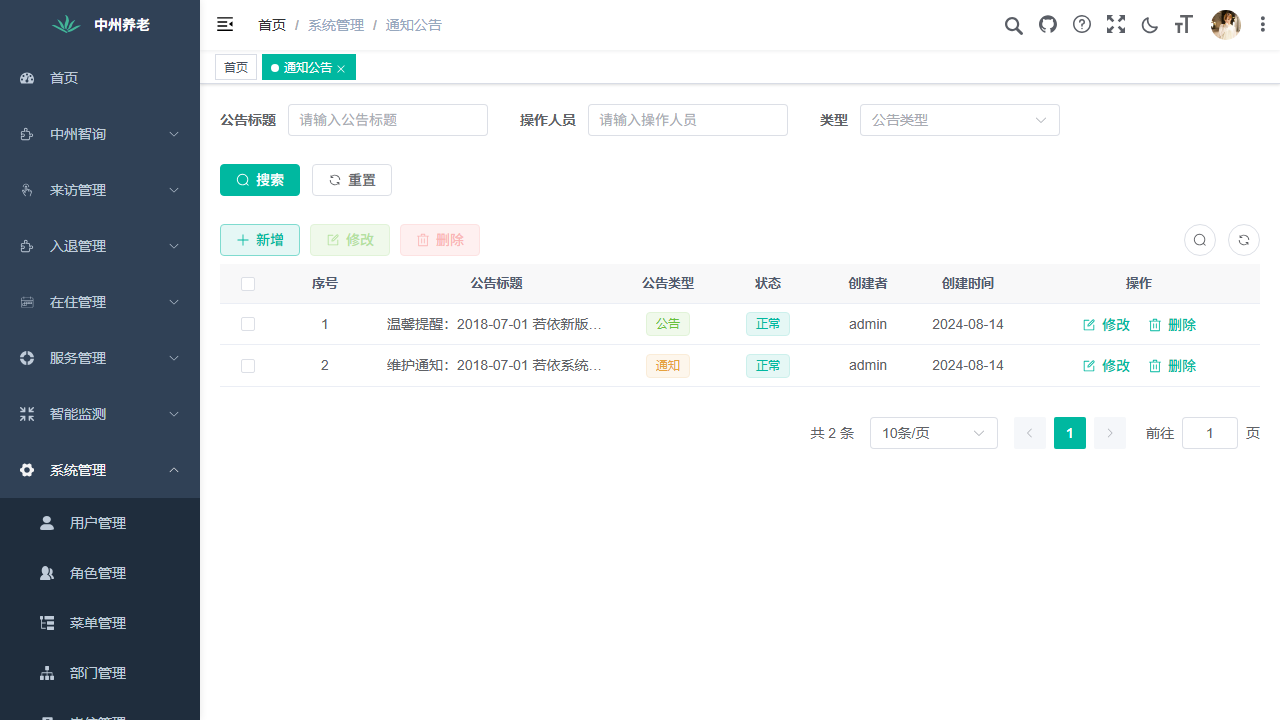 中州养老
首页 / 系统管理 / 通知公告
首页
通知公告
首页
中州智询
来访管理
入退管理
在住管理
服务管理
智能监测
系统管理
用户管理
角色管理
菜单管理
部门管理
公告标题 请输入公告标题 操作人员 请输入操作人员 类型 公告类型
搜索 重置
新增 修改 删除
序号 公告标题 公告类型 状态 创建者 创建时间 操作
1 温馨提醒：2018-07-01 若依新版... 公告 正常 admin 2024-08-14 修改 删除
2 维护通知：2018-07-01 若依系统... 通知 正常 admin 2024-08-14 修改 删除
共 2 条 10条/页 1 前往 1 页